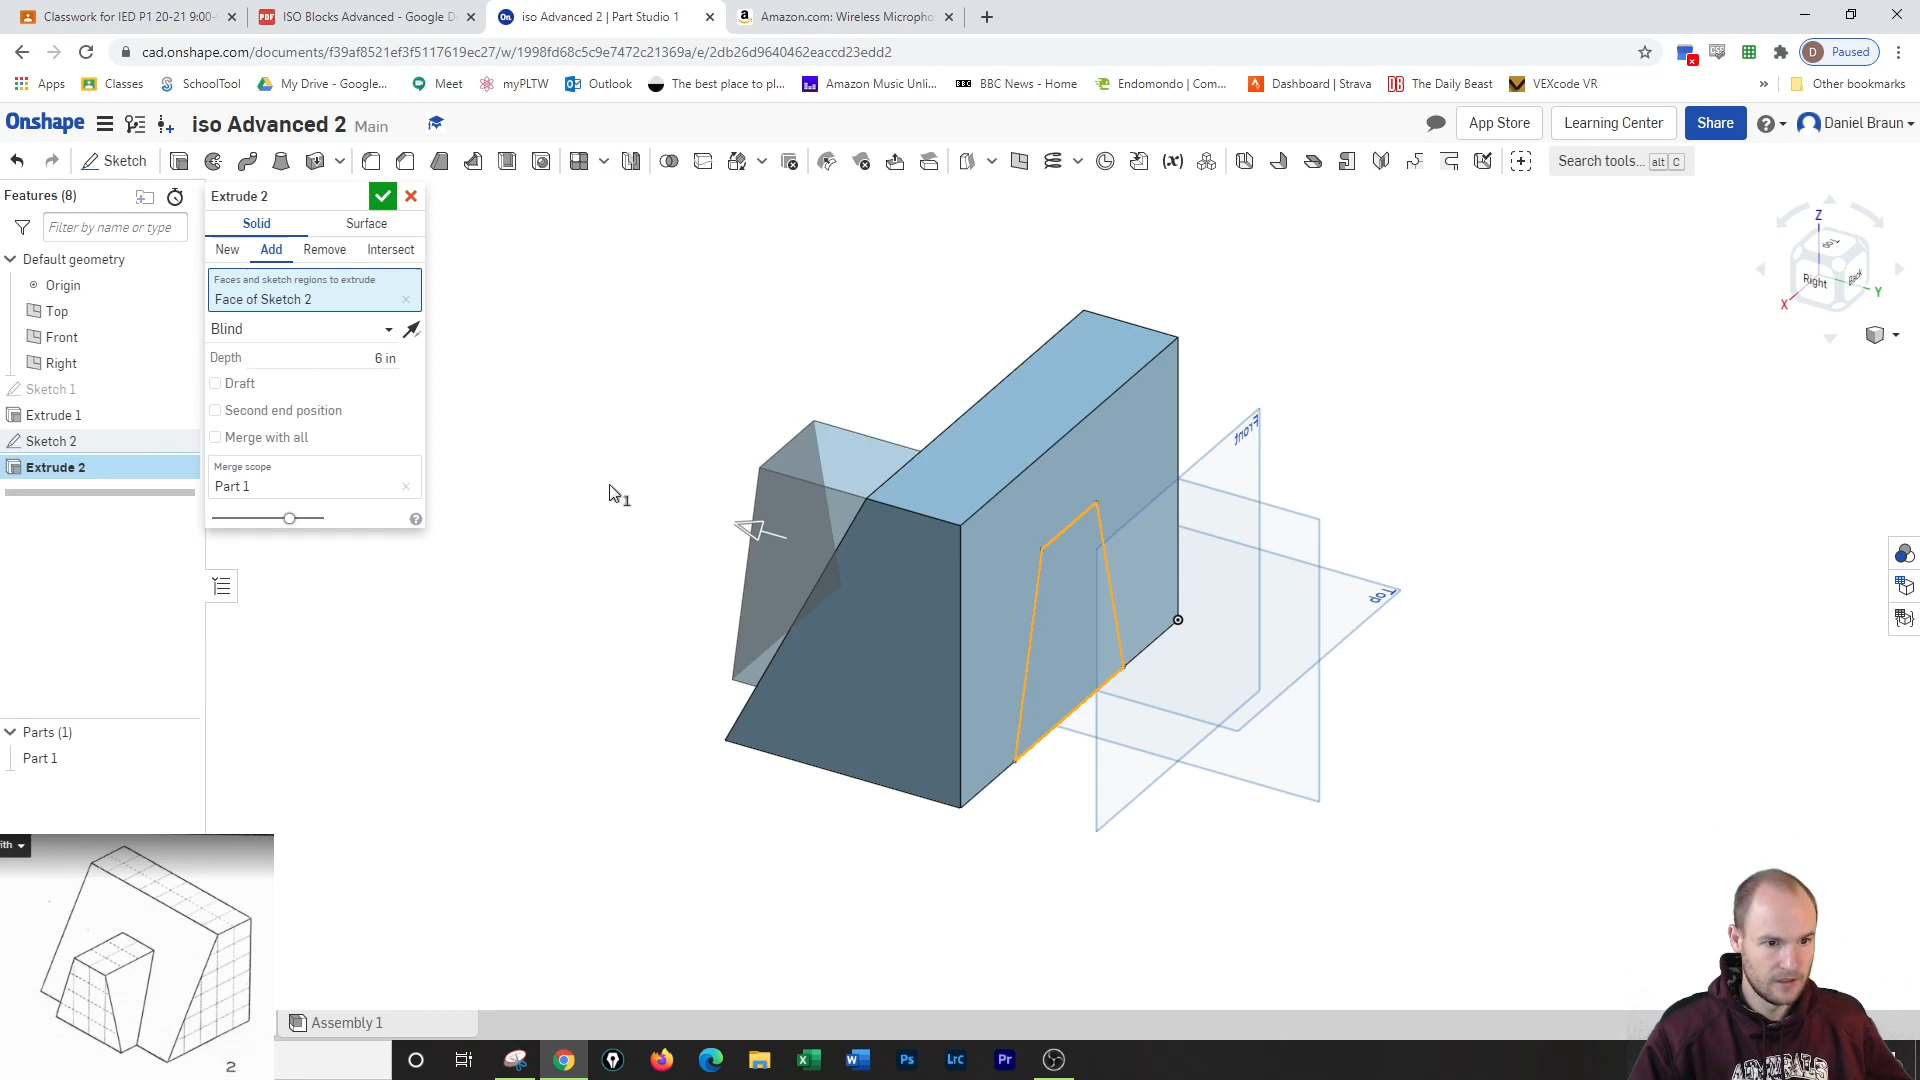 Classwork for IED P1 20-21 9:00-
ISO Blocks Advanced - Google D
iso Advanced 2 | Part Studio 1
Amazon.com: Wireless Micropho
cad.onshape.com/documents/f39af8521ef3f5117619ec27/w/1998fd68c5c9e7472c21369a/e/2db26d9640462eaccd23edd2
Paused
Apps
Classes
SchoolTool
My Drive - Google...
Meet
myPLTW
Outlook
The best place to pl...
Amazon Music Unli...
BBC News - Home
Endomondo | Com...
Dashboard | Strava
The Daily Beast
VEXcode VR
Other bookmarks
Onshape
iso Advanced 2 Main
App Store
Learning Center
Share
Daniel Braun
Sketch
Search tools... alt C
Features (8)
Filter by name or type
Default geometry
Origin
Top
Front
Right
Sketch 1
Extrude 1
Sketch 2
Extrude 2
Extrude 2
Solid Surface
New Add Remove Intersect
Faces and sketch regions to extrude
Face of Sketch 2
Blind
Depth 6 in
Draft
Second end position
Merge with all
Merge scope
Part 1
Front
Top
Z
Right
Back
X
Y
Parts (1)
Part 1
2
Assembly 1